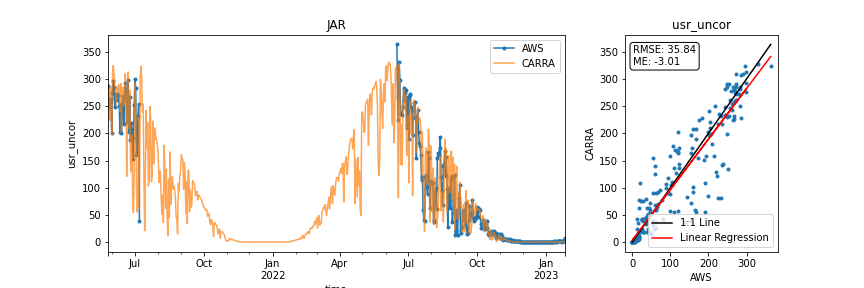 JAR
usr_uncor
350
300
250
200
150
100
50
0
usr_uncor
AWS
CARRA
Jul
Oct
Jan
2022
Apr
Jul
Oct
Jan
2023
time
usr_uncor
350
300
250
200
150
100
50
0
CARRA
RMSE: 35.84
ME: -3.01
1:1 Line
Linear Regression
0
100
200
300
AWS